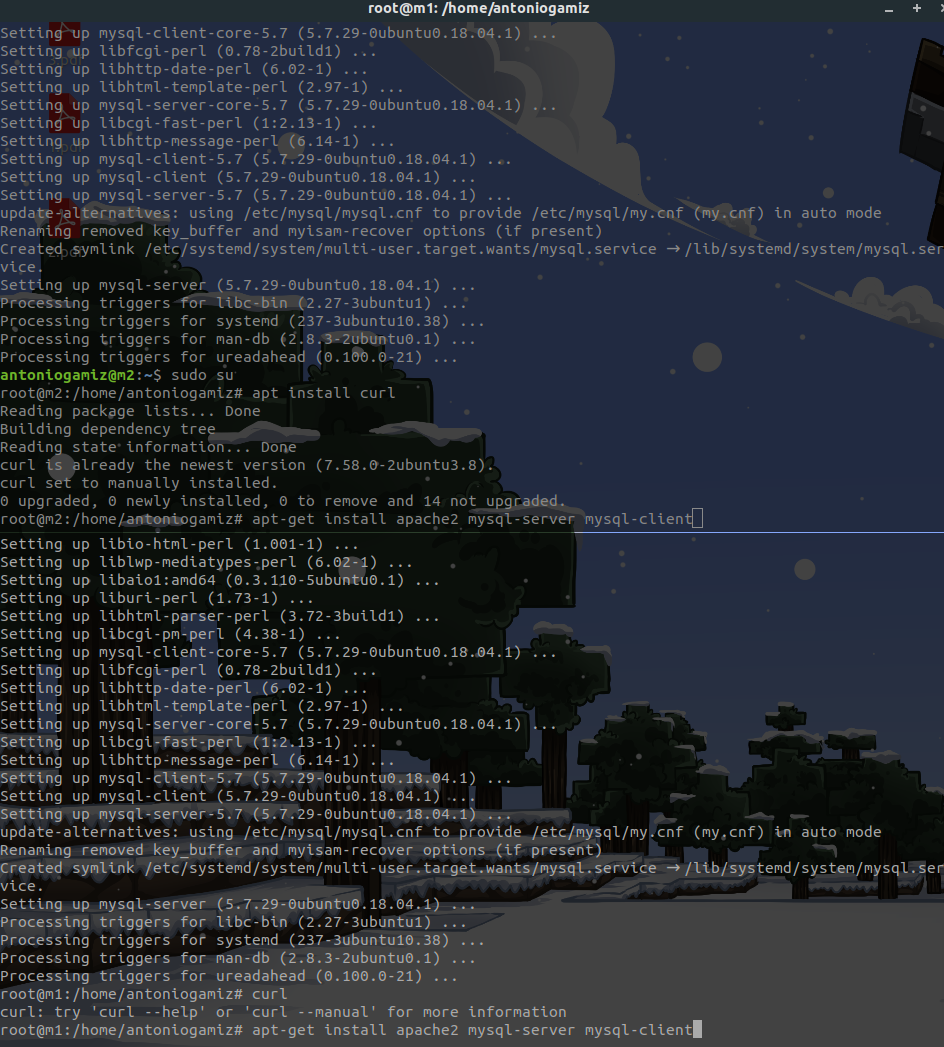 root@m1: /home/antoniogamiz
Setting up mysql-client-core-5.7 (5.7.29-0ubuntu0.18.04.1) ...
Setting up libfcgi-perl (0.78-2build1) ...
Setting up libhttp-date-perl (6.02-1) ...
Setting up libhtml-template-perl (2.97-1) ...
Setting up mysql-server-core-5.7 (5.7.29-0ubuntu0.18.04.1) ...
Setting up libcgi-fast-perl (1:2.13-1) ...
Setting up libhttp-message-perl (6.14-1) ...
Setting up mysql-client-5.7 (5.7.29-0ubuntu0.18.04.1) ...
Setting up mysql-client (5.7.29-0ubuntu0.18.04.1) ...
Setting up mysql-server-5.7 (5.7.29-0ubuntu0.18.04.1) ...
update-alternatives: using /etc/mysql/mysql.cnf to provide /etc/mysql/my.cnf (my.cnf) in auto mode
Renaming removed key_buffer and myisam-recover options (if present)
Created symlink /etc/systemd/system/multi-user.target.wants/mysql.service → /lib/systemd/system/mysql.ser
vice.
Setting up mysql-server (5.7.29-0ubuntu0.18.04.1) ...
Processing triggers for libc-bin (2.27-3ubuntu1) ...
Processing triggers for systemd (237-3ubuntu10.38) ...
Processing triggers for man-db (2.8.3-2ubuntu0.1) ...
Processing triggers for ureadahead (0.100.0-21) ...
antoniogamiz@m2:~$ sudo su
root@m2:/home/antoniogamiz# apt install curl
Reading package lists... Done
Building dependency tree
Reading state information... Done
curl is already the newest version (7.58.0-2ubuntu3.8).
curl set to manually installed.
0 upgraded, 0 newly installed, 0 to remove and 14 not upgraded.
root@m2:/home/antoniogamiz# apt-get install apache2 mysql-server mysql-client
Setting up libio-html-perl (1.001-1) ...
Setting up liblwp-mediatypes-perl (6.02-1) ...
Setting up libaio1:amd64 (0.3.110-5ubuntu0.1) ...
Setting up liburi-perl (1.73-1) ...
Setting up libhtml-parser-perl (3.72-3build1) ...
Setting up libcgi-pm-perl (4.38-1) ...
Setting up mysql-client-core-5.7 (5.7.29-0ubuntu0.18.04.1) ...
Setting up libfcgi-perl (0.78-2build1) ...
Setting up libhttp-date-perl (6.02-1) ...
Setting up libhtml-template-perl (2.97-1) ...
Setting up mysql-server-core-5.7 (5.7.29-0ubuntu0.18.04.1) ...
Setting up libcgi-fast-perl (1:2.13-1) ...
Setting up libhttp-message-perl (6.14-1) ...
Setting up mysql-client-5.7 (5.7.29-0ubuntu0.18.04.1) ...
Setting up mysql-client (5.7.29-0ubuntu0.18.04.1) ...
Setting up mysql-server-5.7 (5.7.29-0ubuntu0.18.04.1) ...
update-alternatives: using /etc/mysql/mysql.cnf to provide /etc/mysql/my.cnf (my.cnf) in auto mode
Renaming removed key_buffer and myisam-recover options (if present)
Created symlink /etc/systemd/system/multi-user.target.wants/mysql.service → /lib/systemd/system/mysql.ser
vice.
Setting up mysql-server (5.7.29-0ubuntu0.18.04.1) ...
Processing triggers for libc-bin (2.27-3ubuntu1) ...
Processing triggers for systemd (237-3ubuntu10.38) ...
Processing triggers for man-db (2.8.3-2ubuntu0.1) ...
Processing triggers for ureadahead (0.100.0-21) ...
root@m1:/home/antoniogamiz# curl
curl: try 'curl --help' or 'curl --manual' for more information
root@m1:/home/antoniogamiz# apt-get install apache2 mysql-server mysql-client